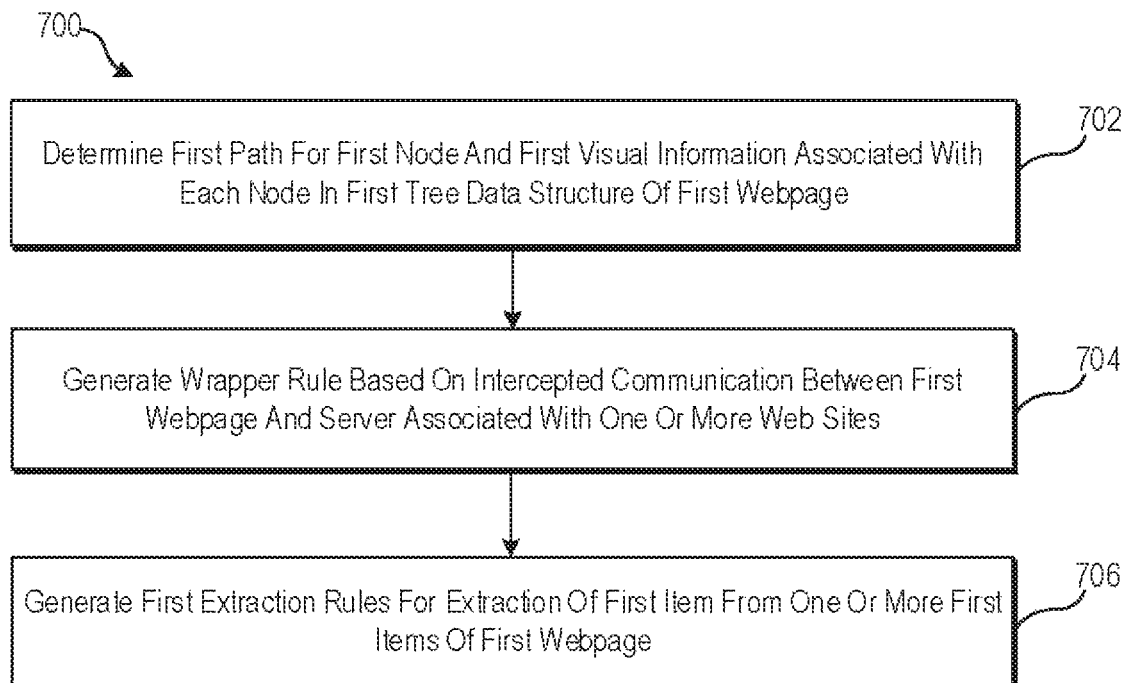 700
702
Determine First Path For First Node And First Visual Information Associated With
Each Node In First Tree Data Structure Of First Webpage
704
Generate Wrapper Rule Based On Intercepted Communication Between First
Webpage And Server Associated With One Or More Web Sites
706
Generate First Extraction Rules For Extraction Of First Item From One Or More First
Items Of First Webpage